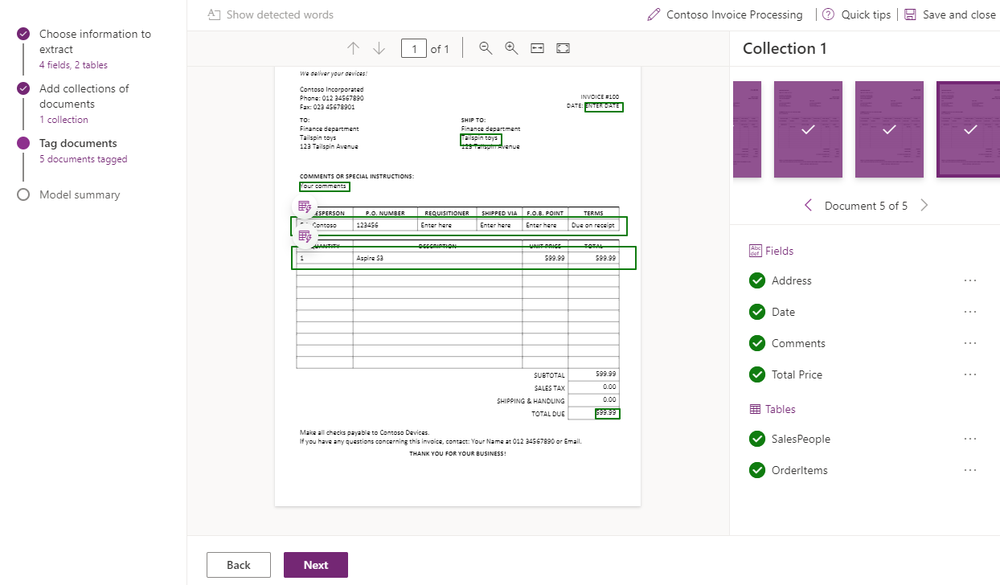 Show detected words
Contoso Invoice Processing
Quick tips
Save and close
Choose information to
extract
4 fields, 2 tables
Add collections of
documents
1 collection
Tag documents
5 documents tagged
Model summary
1 of 1
We deliver your devices!
Contoso Incorporated
Phone: 012 34567890
Fax: 023 45678901
INVOICE #100
DATE: ENTER DATE
TO:
Finance department
Tailspin toys
123 Tailspin Avenue
SHIP TO:
Finance department
Tailspin toys
123 Tailspin Avenue
COMMENTS OR SPECIAL INSTRUCTIONS:
Your comments
ESPERSON P.O. NUMBER REQUISITIONER SHIPPED VIA F.O.B. POINT TERMS
Contoso 123456 Enter here Enter here Enter here Due on receipt
UANTITY DESCRIPTION UNIT PRICE TOTAL
1 Aspire S3 599.99 599.99
SUBTOTAL 599.99
SALES TAX 0.00
SHIPPING & HANDLING 0.00
TOTAL DUE 599.99
Make all checks payable to Contoso Devices.
If you have any questions concerning this invoice, contact: Your Name at 012 34567890 or Email.
THANK YOU FOR YOUR BUSINESS!
Back
Next
Collection 1
Document 5 of 5
Abc
def
Fields
Address
Date
Comments
Total Price
Tables
SalesPeople
OrderItems